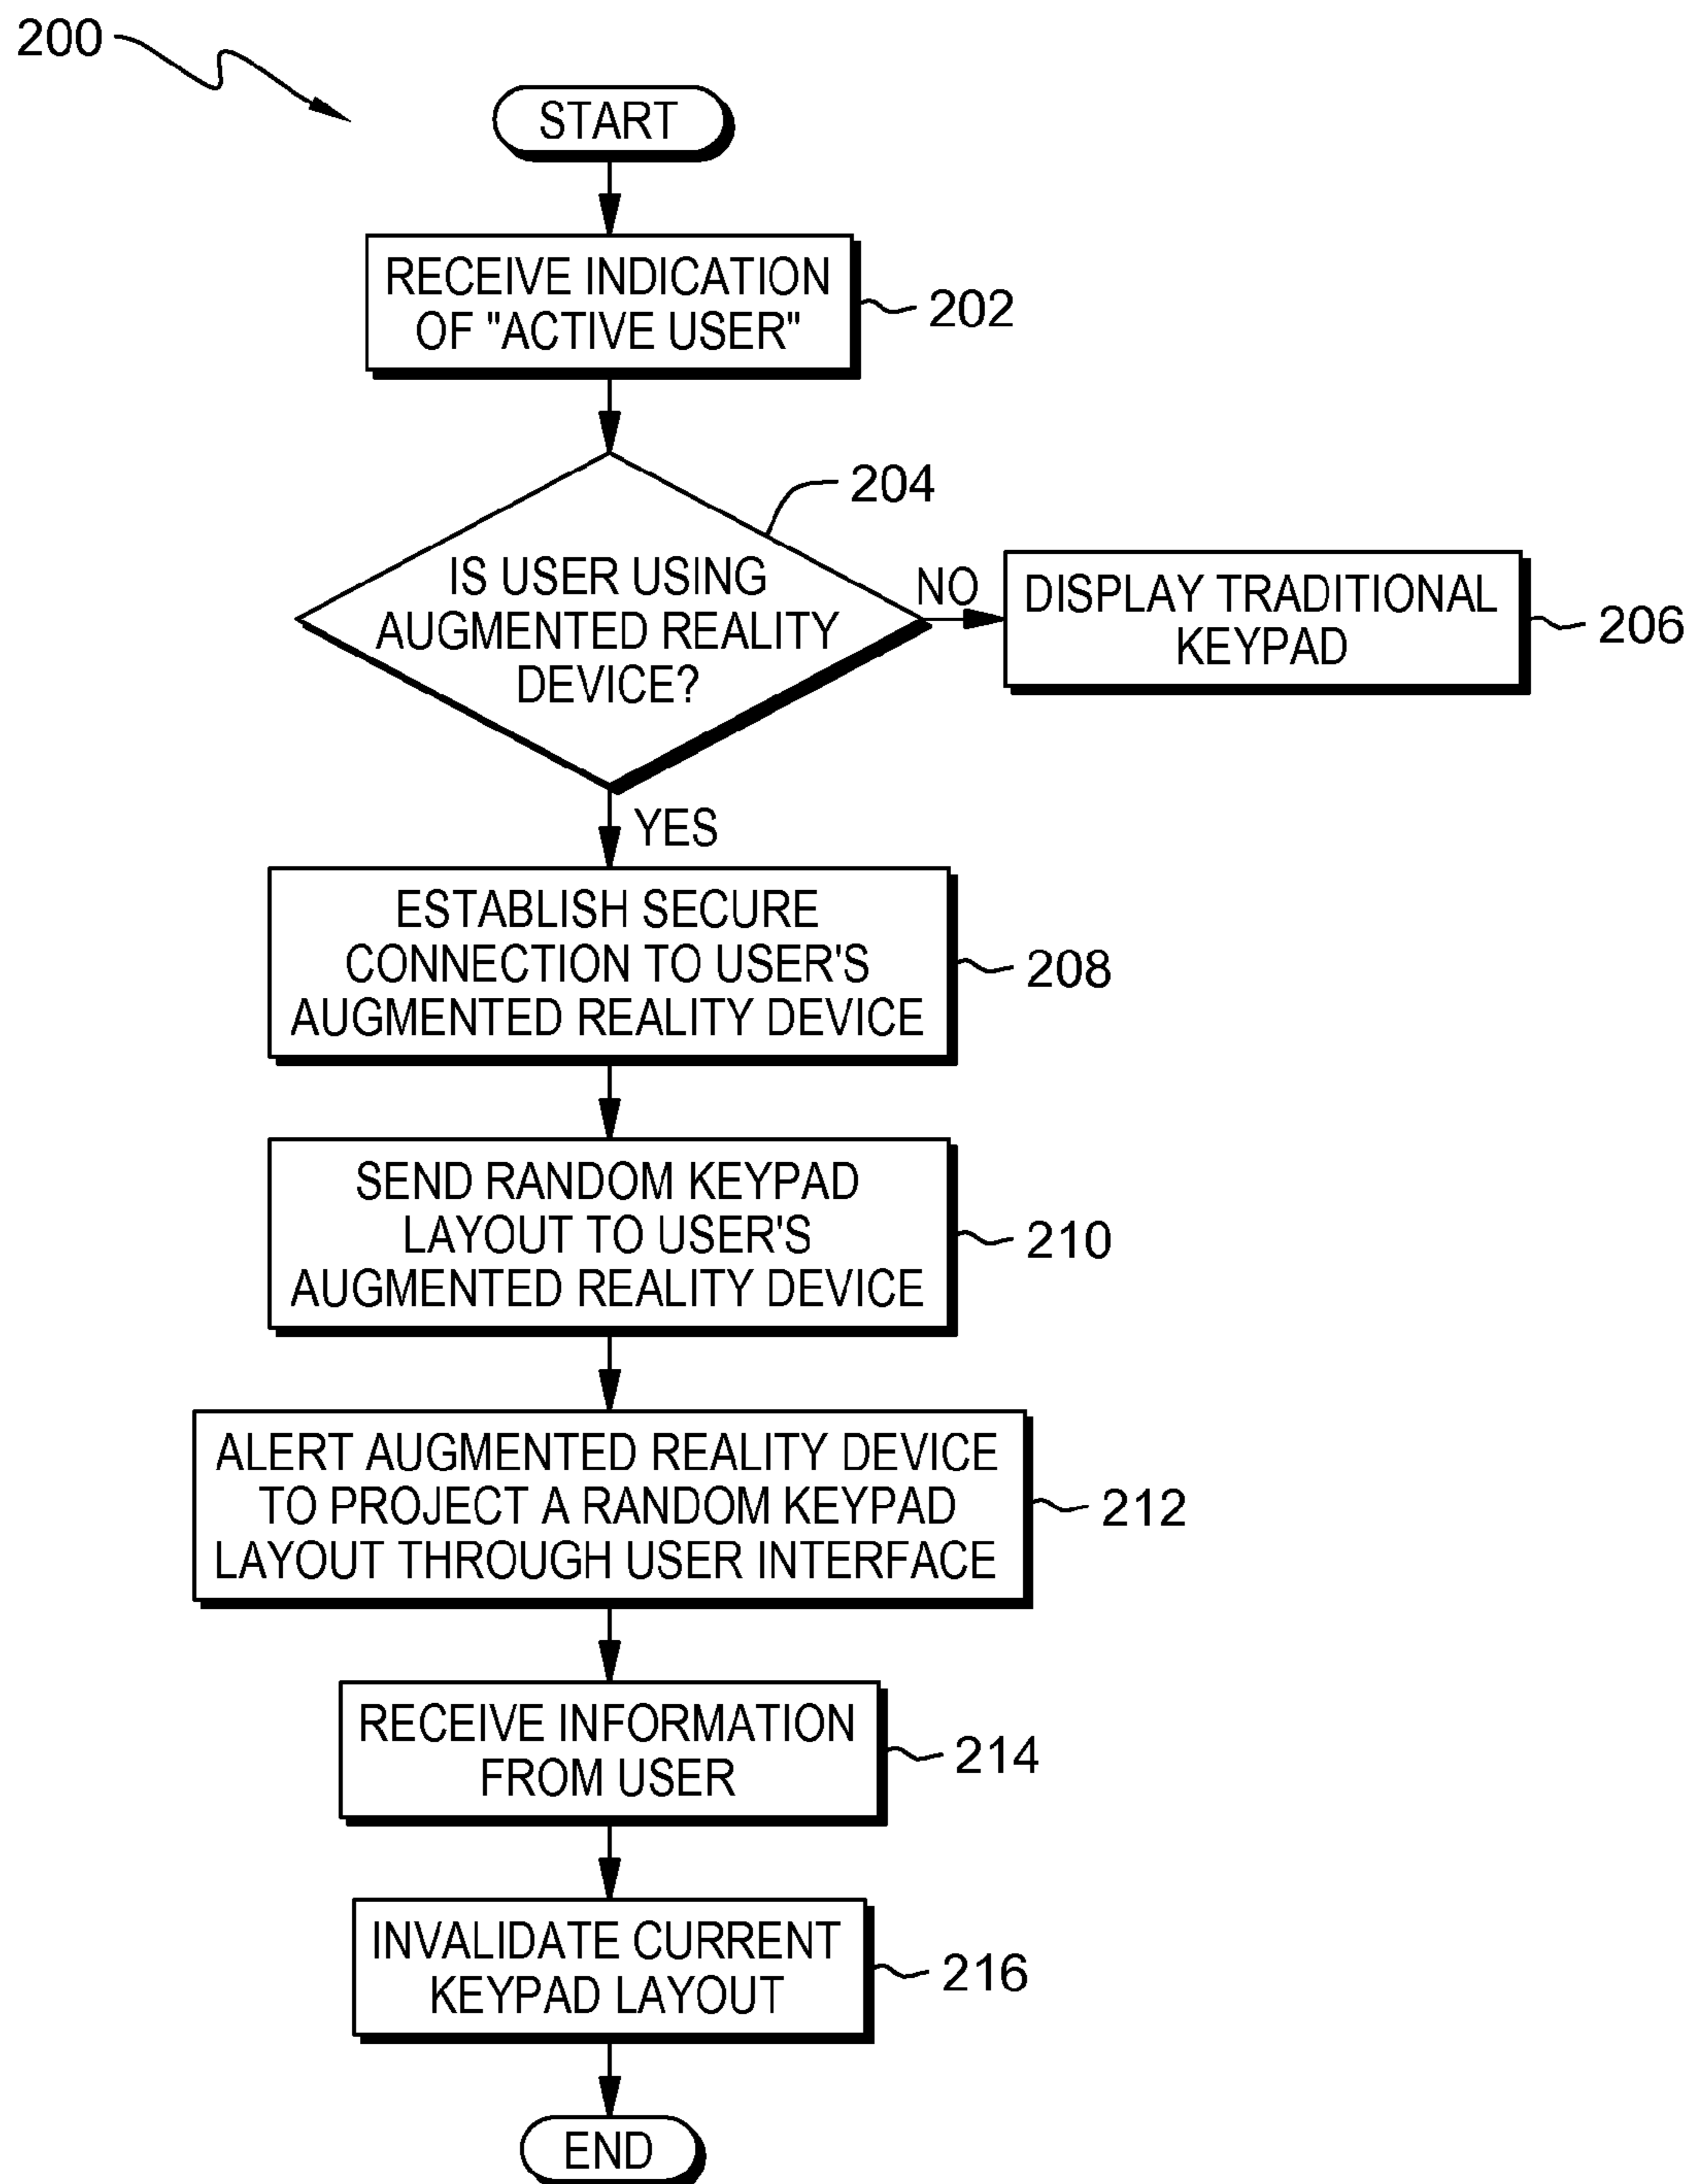 200
START
RECEIVE INDICATION
OF "ACTIVE USER"
202
204
IS USER USING
AUGMENTED REALITY
DEVICE?
NO
DISPLAY TRADITIONAL
KEYPAD
206
YES
ESTABLISH SECURE
CONNECTION TO USER'S
AUGMENTED REALITY DEVICE
208
SEND RANDOM KEYPAD
LAYOUT TO USER'S
AUGMENTED REALITY DEVICE
210
ALERT AUGMENTED REALITY DEVICE
TO PROJECT A RANDOM KEYPAD
LAYOUT THROUGH USER INTERFACE
212
RECEIVE INFORMATION
FROM USER
214
INVALIDATE CURRENT
KEYPAD LAYOUT
216
END